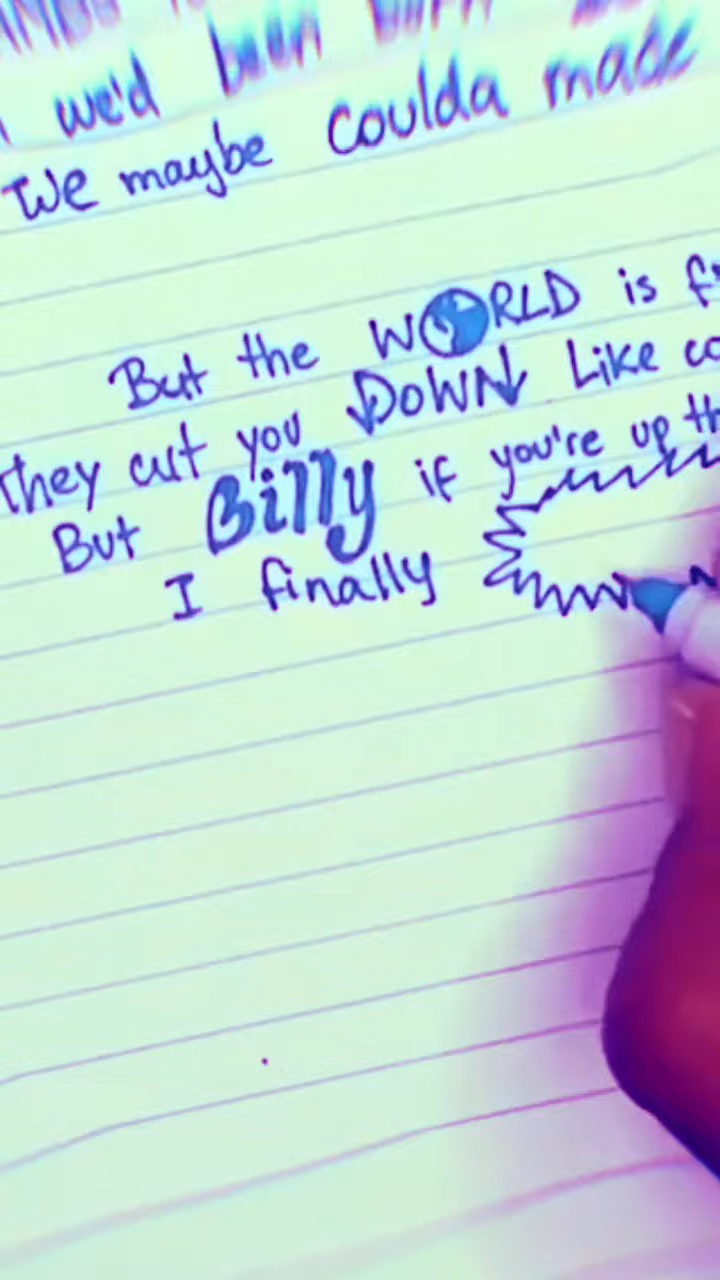 we'd been
We maybe coulda made
But the WORLD is
They cut you DOWN Like
But Billy if you're up
I finally